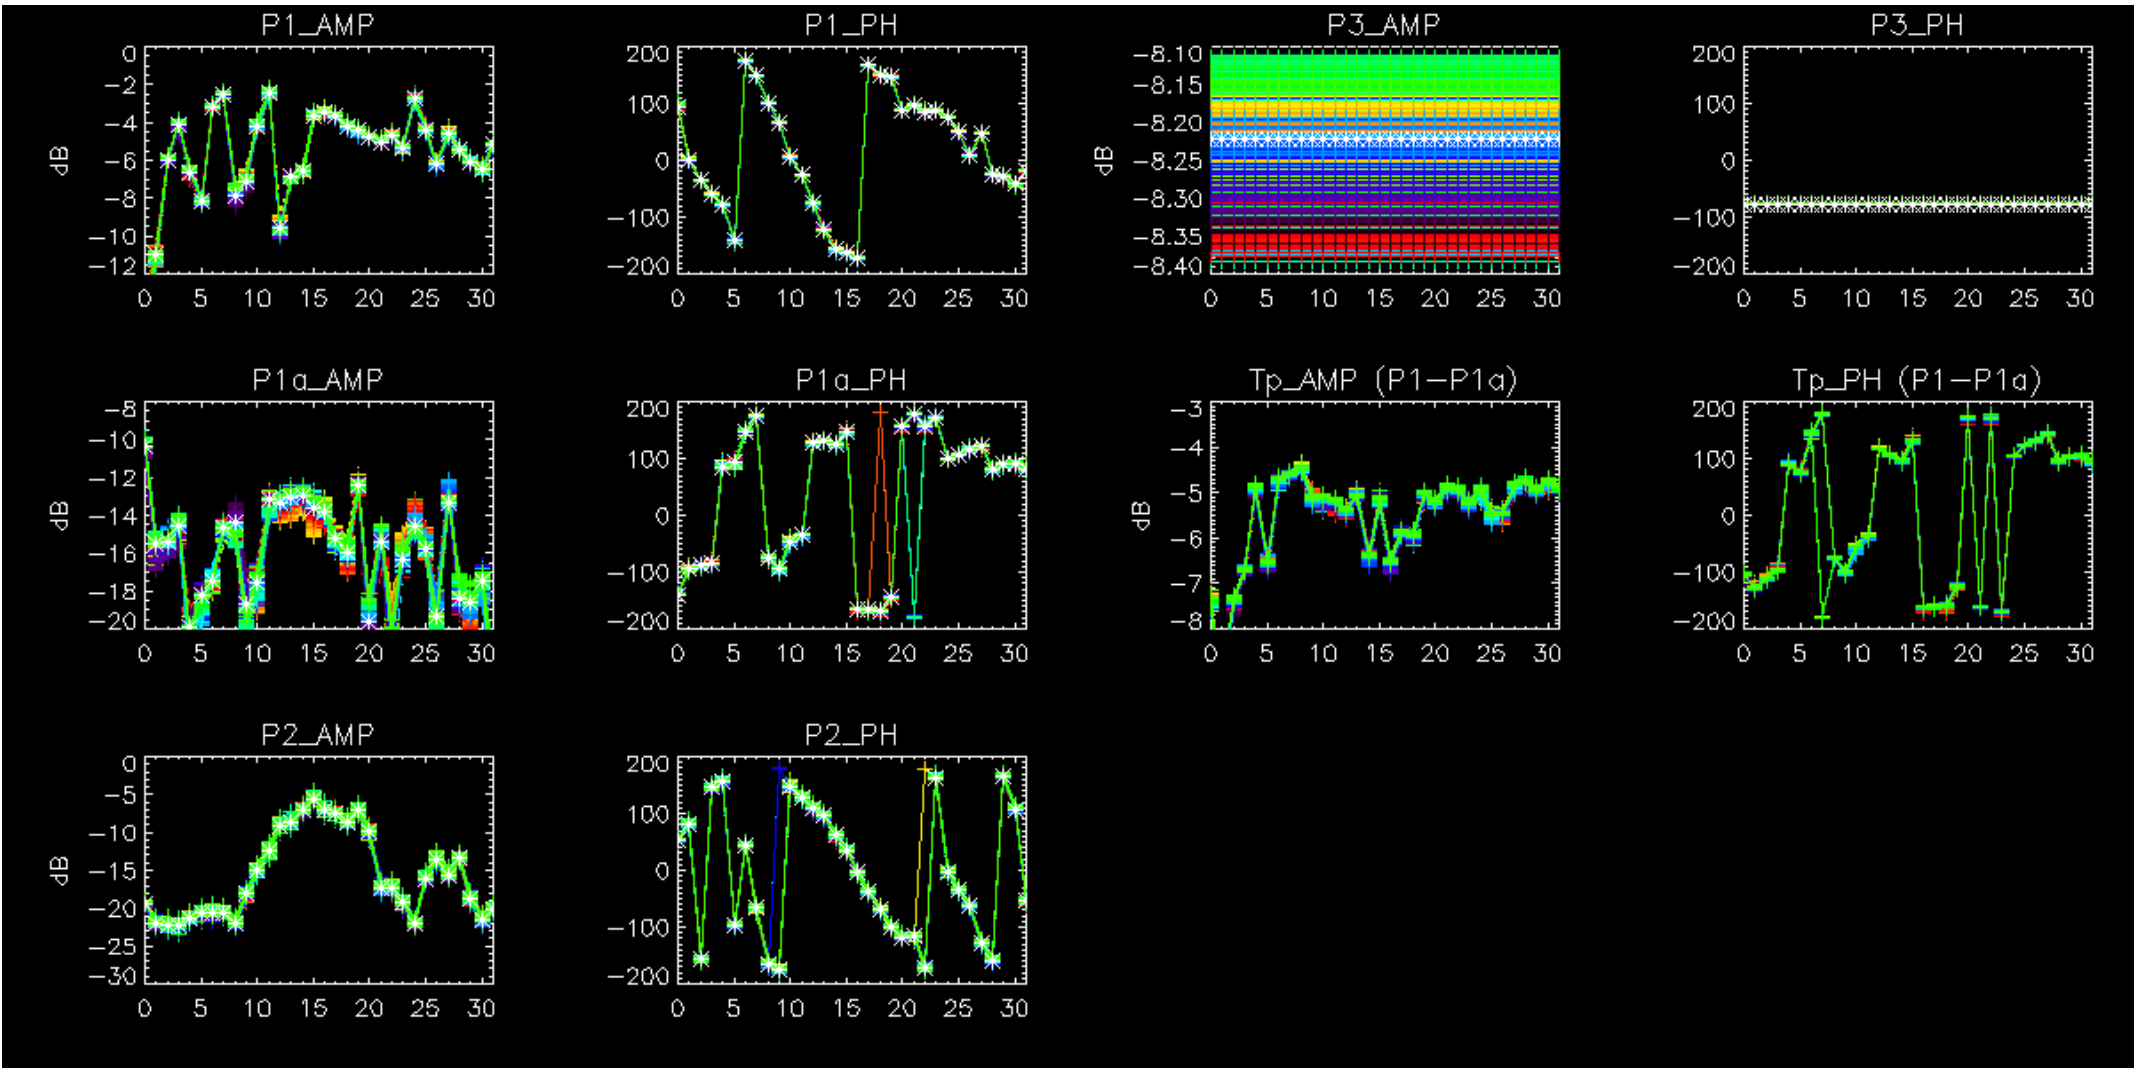 P1_AMP
P1_PH
P3_AMP
P3_PH
0
−2
−4
−6
−8
−10
−12
dB
0 5 10 15 20 25 30
200
100
0
−100
−200
0 5 10 15 20 25 30
−8.10
−8.15
−8.20
−8.25
−8.30
−8.35
−8.40
dB
0 5 10 15 20 25 30
200
100
0
−100
−200
0 5 10 15 20 25 30
P1a_AMP
P1a_PH
Tp_AMP (P1−P1a)
Tp_PH (P1−P1a)
−8
−10
−12
−14
−16
−18
−20
dB
0 5 10 15 20 25 30
200
100
0
−100
−200
0 5 10 15 20 25 30
−3
−4
−5
−6
−7
−8
dB
0 5 10 15 20 25 30
200
100
0
−100
−200
0 5 10 15 20 25 30
P2_AMP
P2_PH
0
−5
−10
−15
−20
−25
−30
dB
0 5 10 15 20 25 30
200
100
0
−100
−200
0 5 10 15 20 25 30